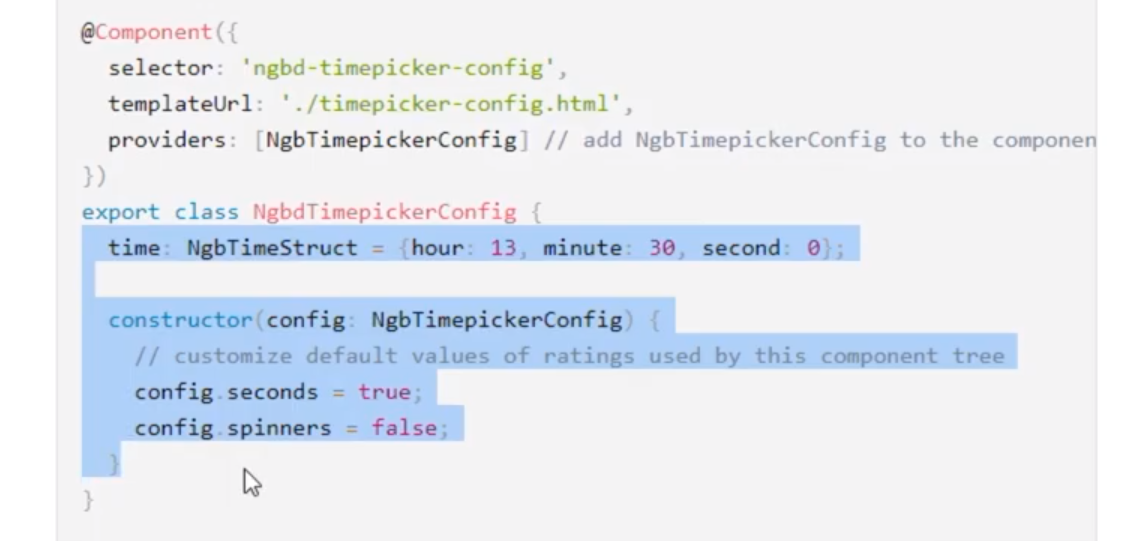 @Component({
  selector: 'ngbd-timepicker-config',
  templateUrl: './timepicker-config.html',
  providers: [NgbTimepickerConfig] // add NgbTimepickerConfig to the componen
})
export class NgbdTimepickerConfig {
  time: NgbTimeStruct = {hour: 13, minute: 30, second: 0};
  constructor(config: NgbTimepickerConfig) {
    // customize default values of ratings used by this component tree
    config.seconds = true;
    config.spinners = false;
  }
}